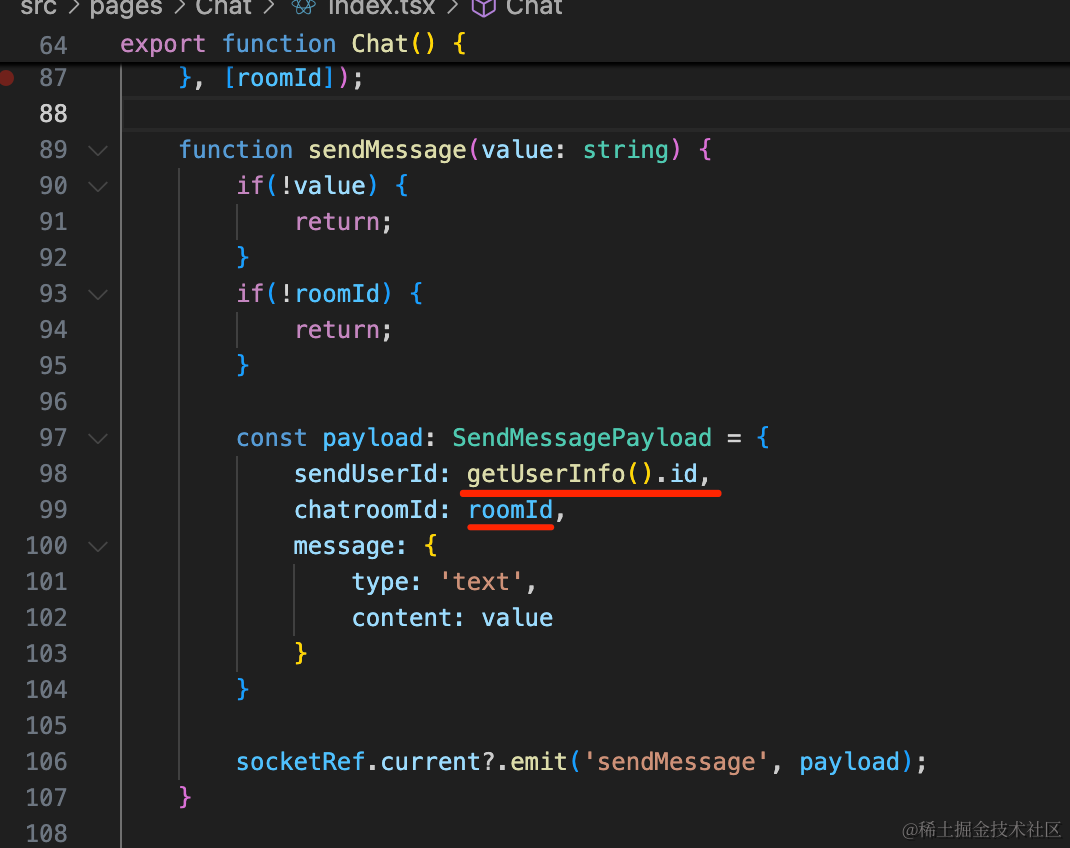 src > pages > Chat > index.tsx > Chat
64 export function Chat() {
87 }, [roomId]);
88
89 function sendMessage(value: string) {
90 if(!value) {
91 return;
92 }
93 if(!roomId) {
94 return;
95 }
96
97 const payload: SendMessagePayload = {
98 sendUserId: getUserInfo().id,
99 chatroomId: roomId,
100 message: {
101 type: 'text',
102 content: value
103 }
104 }
105
106 socketRef.current?.emit('sendMessage', payload);
107 }
108
@稀土掘金技术社区